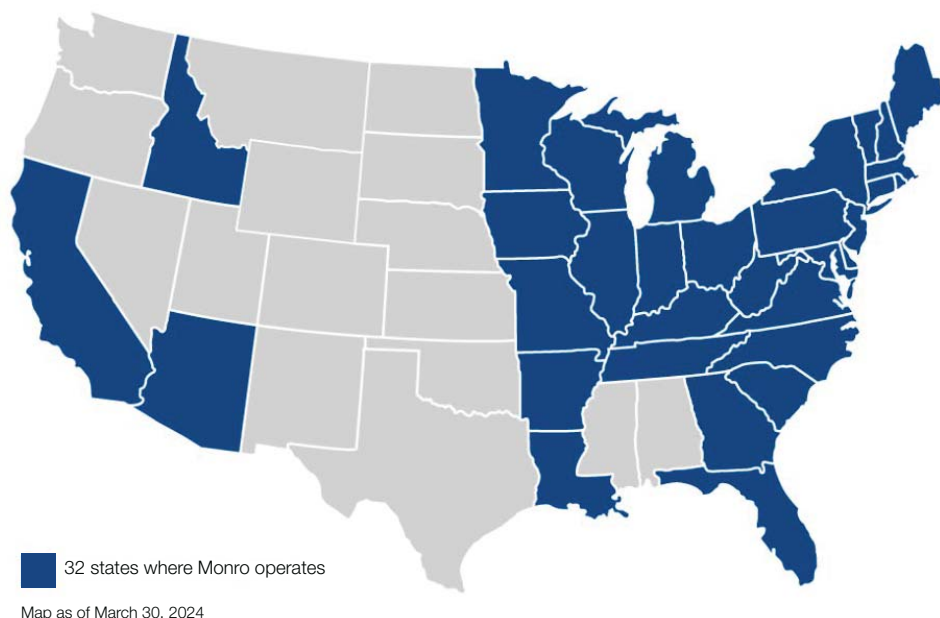 32 states where Monro operates
Map as of March 30, 2024